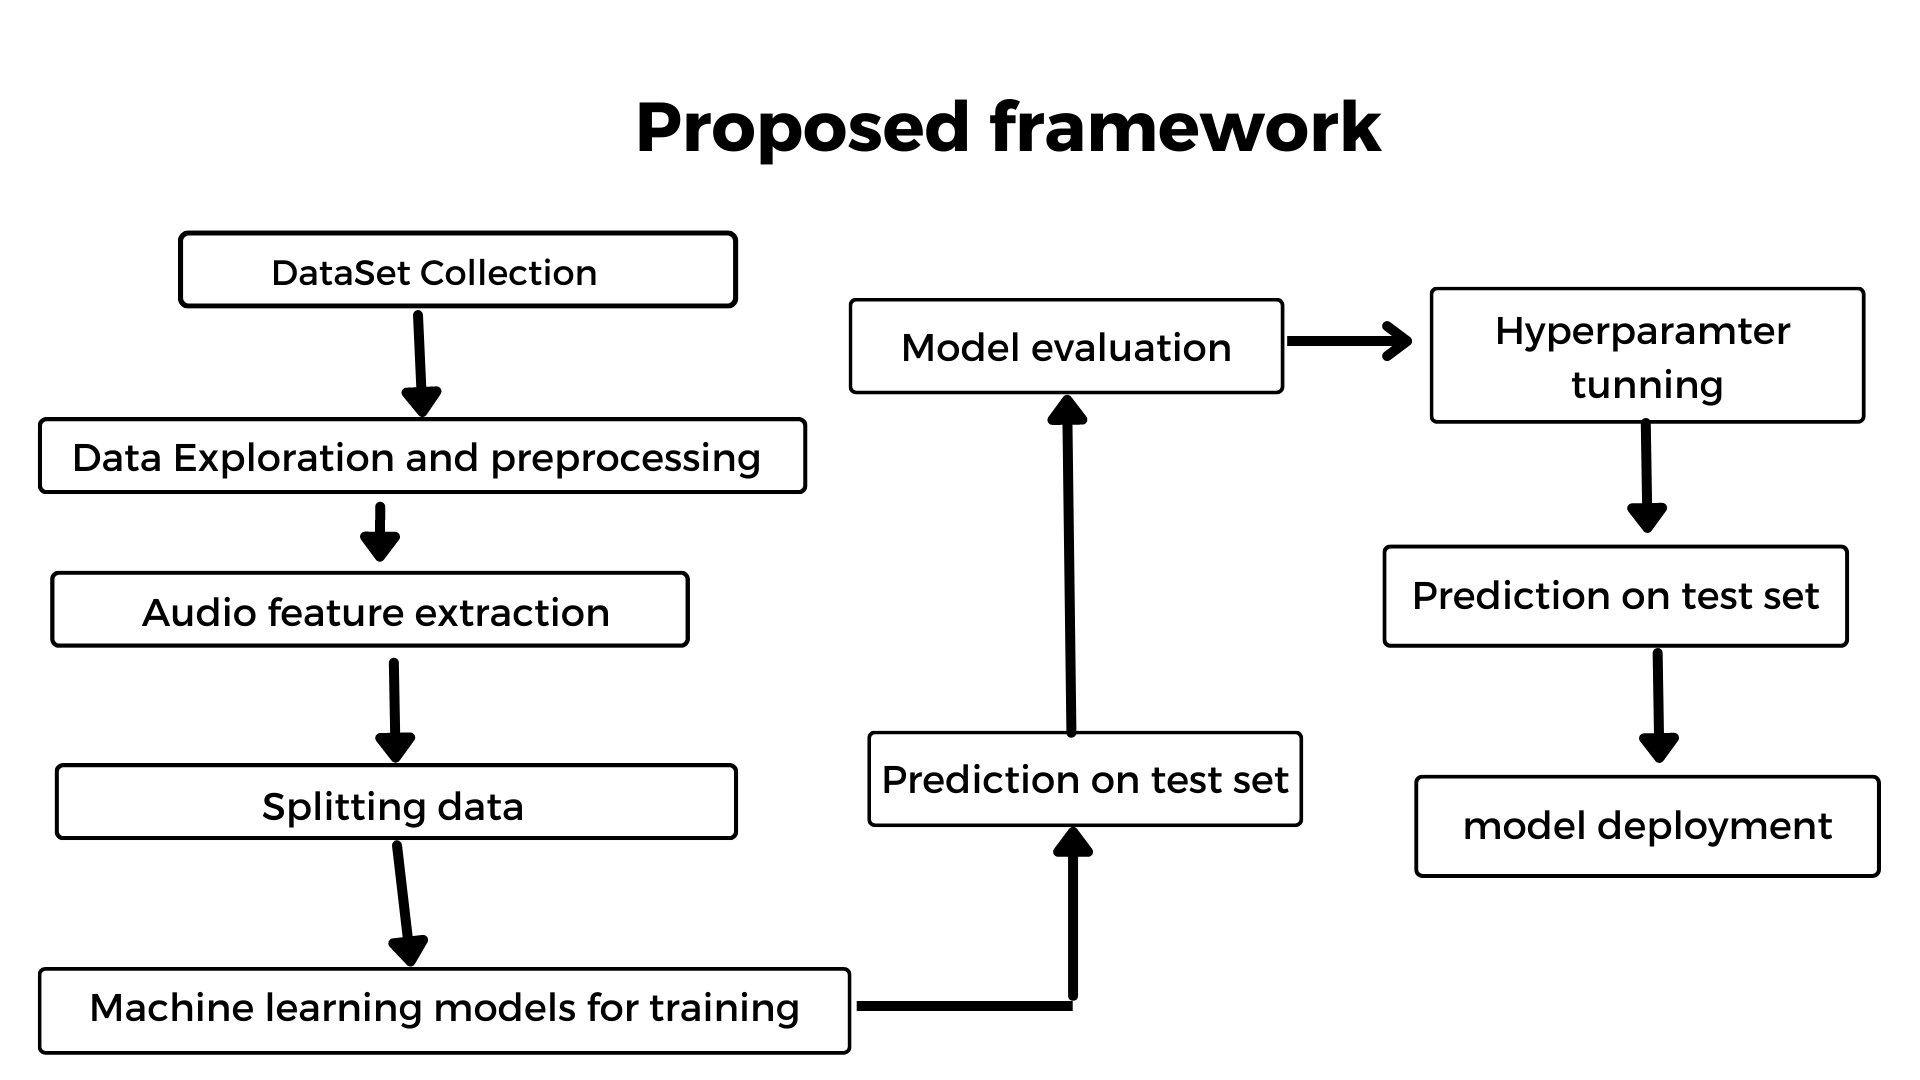 Proposed framework
DataSet Collection
Data Exploration and preprocessing
Audio feature extraction
Splitting data
Machine learning models for training
Prediction on test set
Model evaluation
Hyperparamter
tunning
Prediction on test set
model deployment